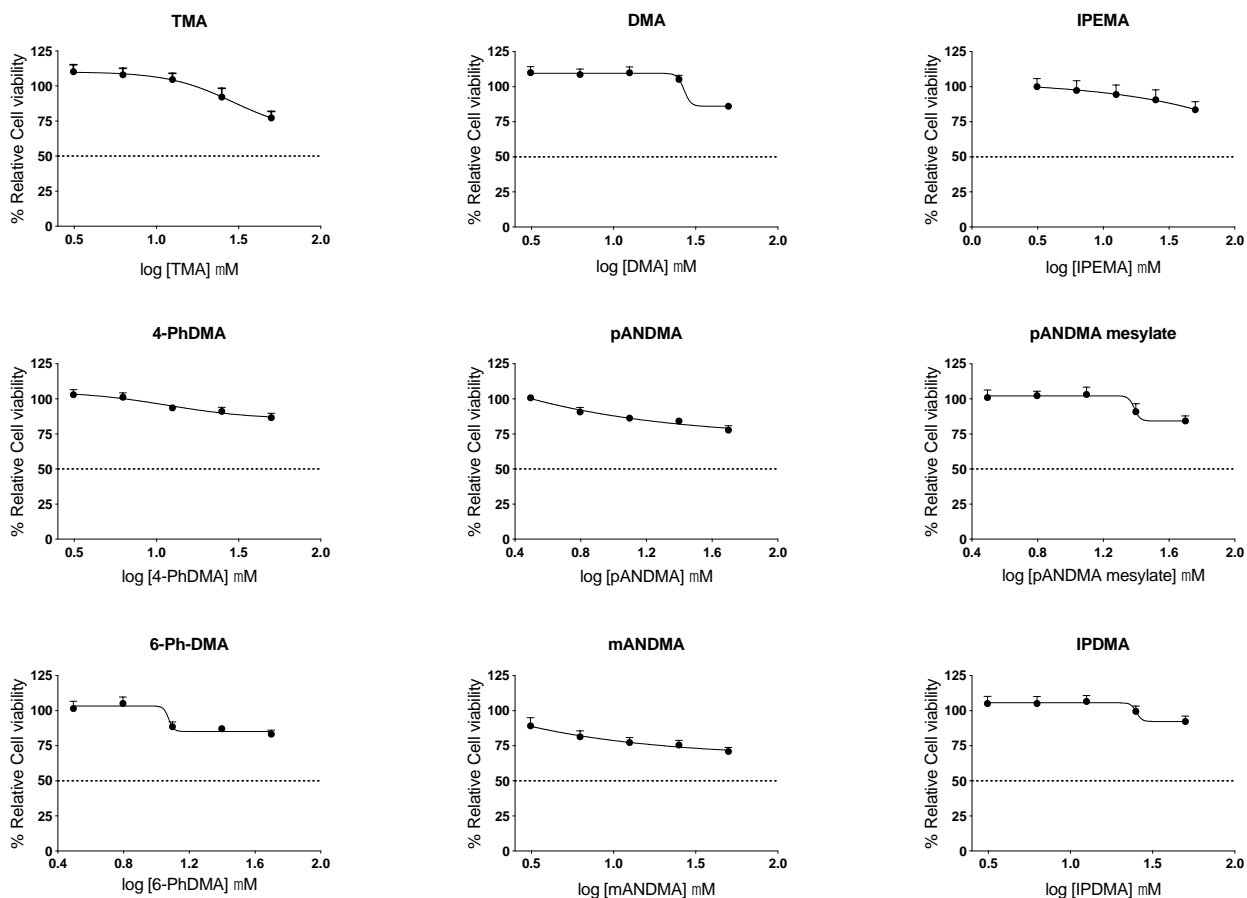 TMA
% Relative Cell viability
125
100
75
50
25
0
0.5 1.0 1.5 2.0
log [TMA] mM
DMA
% Relative Cell viability
125
100
75
50
25
0
0.5 1.0 1.5 2.0
log [DMA] mM
IPEMA
% Relative Cell viability
125
100
75
50
25
0
0.0 0.5 1.0 1.5 2.0
log [IPEMA] mM
4-PhDMA
% Relative Cell viability
125
100
75
50
25
0
0.5 1.0 1.5 2.0
log [4-PhDMA] mM
pANDMA
% Relative Cell viability
125
100
75
50
25
0
0.4 0.8 1.2 1.6 2.0
log [pANDMA] mM
pANDMA mesylate
% Relative Cell viability
125
100
75
50
25
0
0.4 0.8 1.2 1.6 2.0
log [pANDMA mesylate] mM
6-Ph-DMA
% Relative Cell viability
125
100
75
50
25
0
0.4 0.8 1.2 1.6 2.0
log [6-PhDMA] mM
mANDMA
% Relative Cell viability
125
100
75
50
25
0
0.5 1.0 1.5 2.0
log [mANDMA] mM
IPDMA
% Relative Cell viability
125
100
75
50
25
0
0.5 1.0 1.5 2.0
log [IPDMA] mM